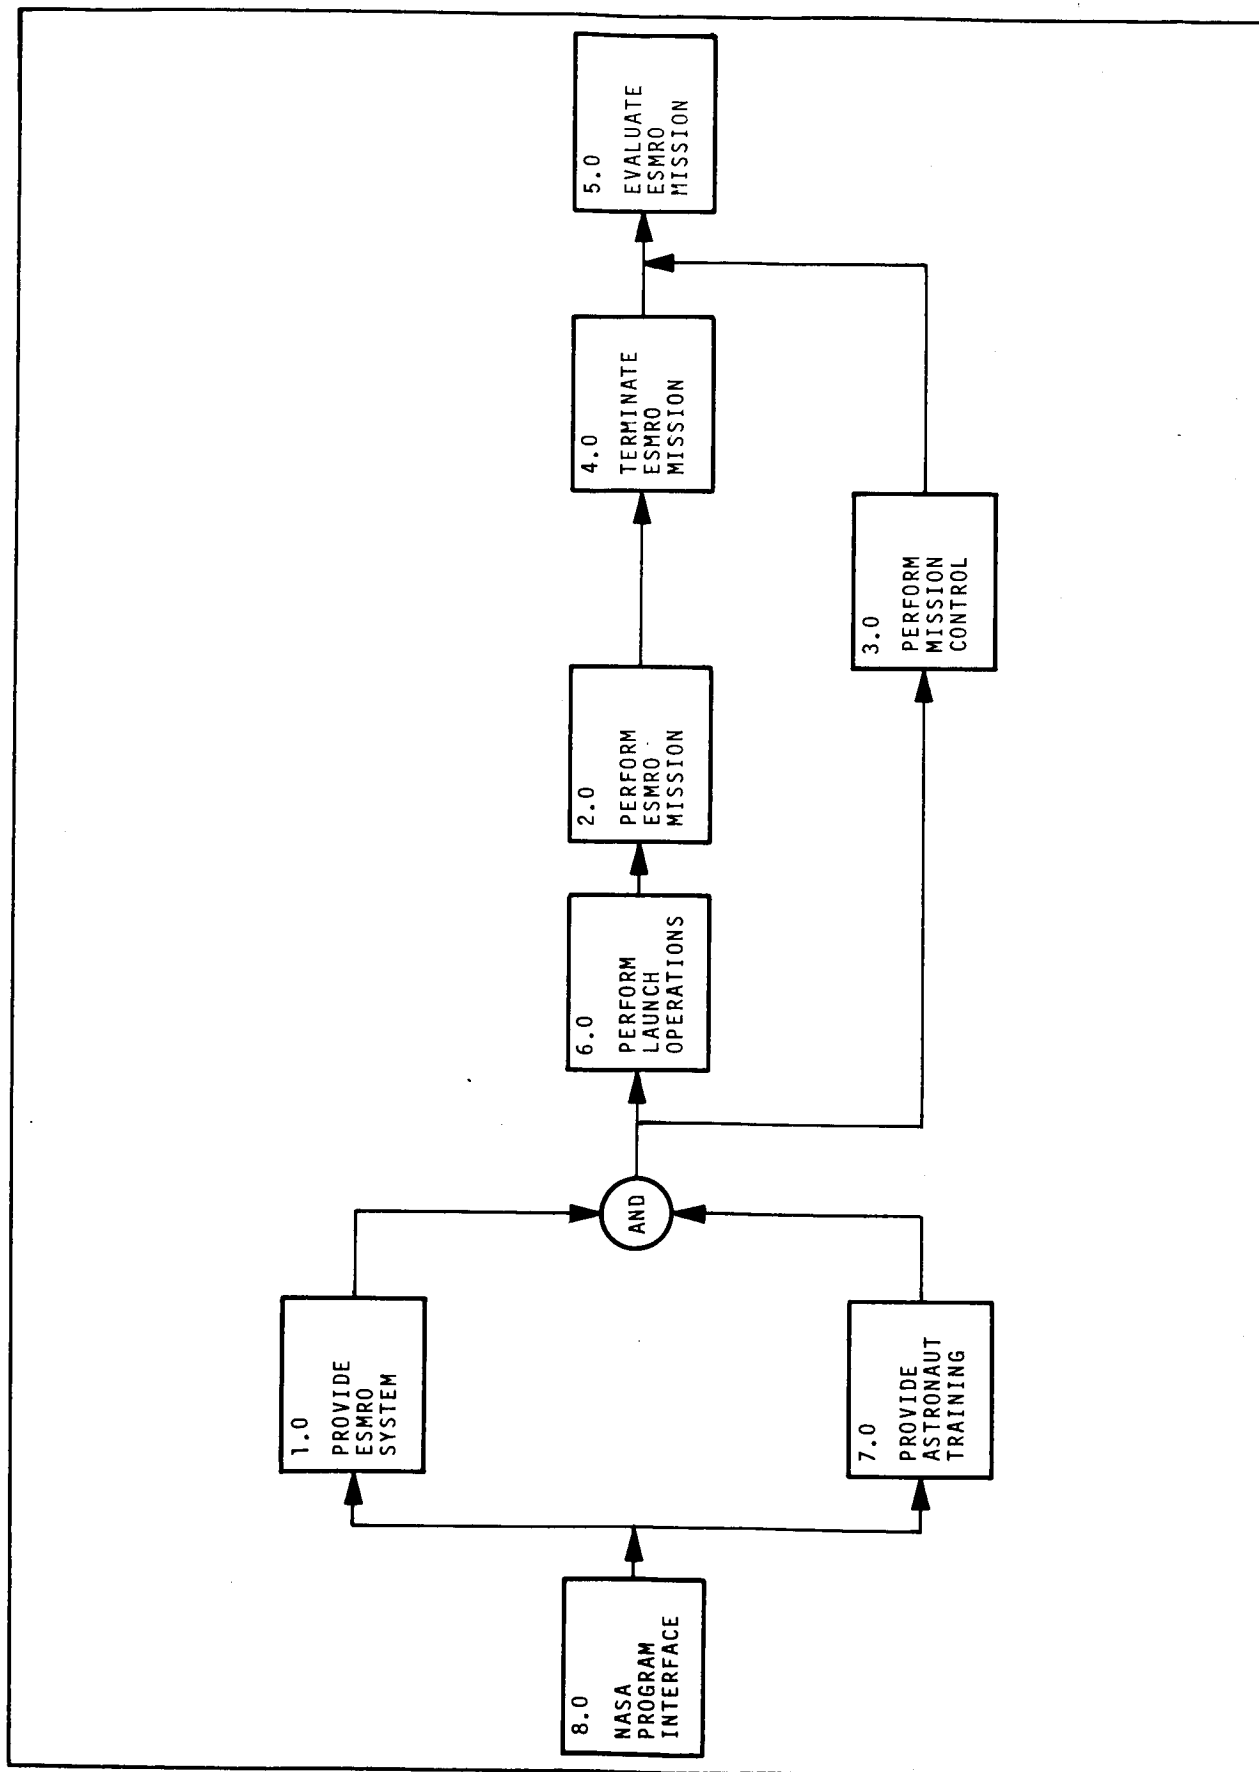 8.0
NASA
PROGRAM
INTERFACE
1.0
PROVIDE
ESMRO
SYSTEM
7.0
PROVIDE
ASTRONAUT
TRAINING
AND
6.0
PERFORM
LAUNCH
OPERATIONS
2.0
PERFORM
ESMRO
MISSION
3.0
PERFORM
MISSION
CONTROL
4.0
TERMINATE
ESMRO
MISSION
5.0
EVALUATE
ESMRO
MISSION